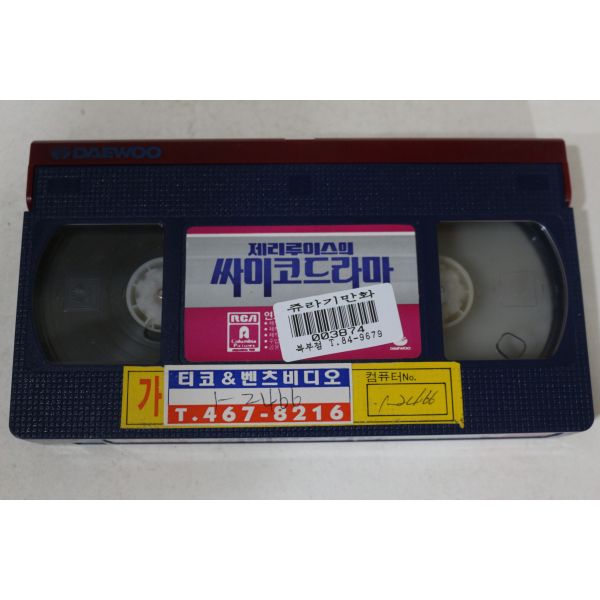 DAEWOO
제리루이스의
싸이코드라마
RCA
Columbia
Pictures
쥬라기만화
003874
복부점 T.84-9679
가
티코&벤츠비디오
T.467-8216
컴퓨터No.